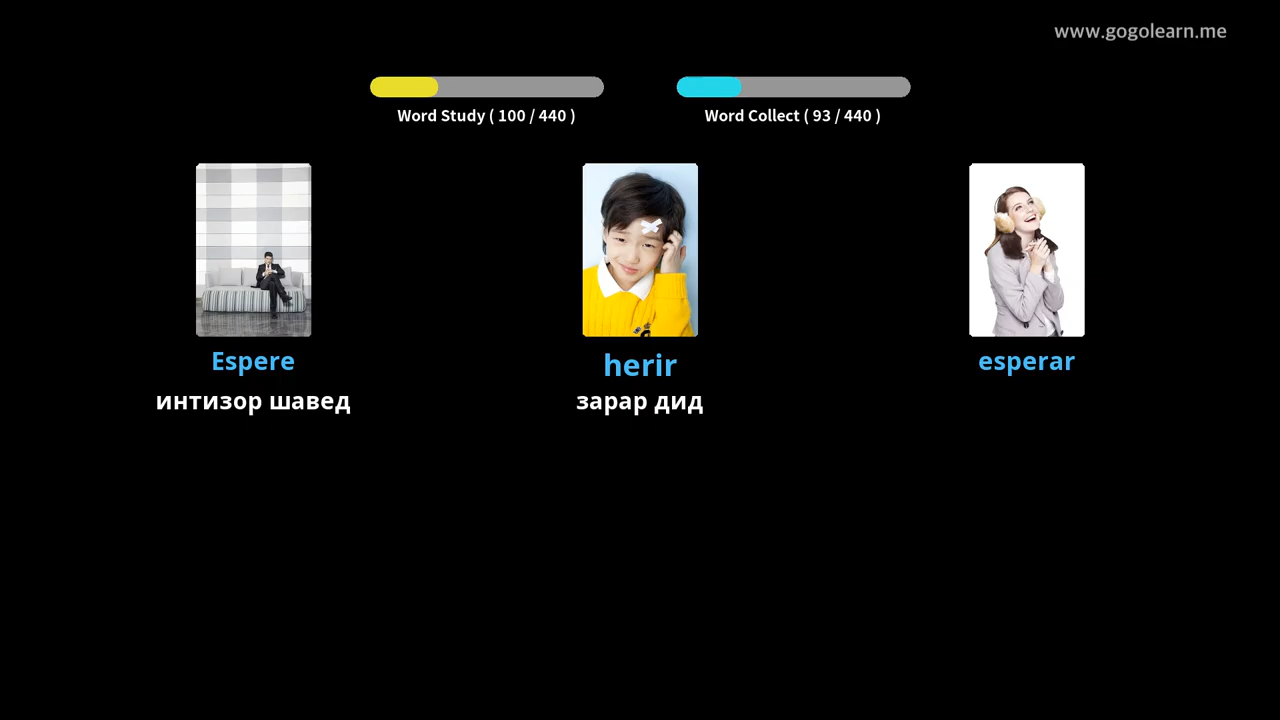 www.gogolearn.me
Word Study ( 100 / 440 )
Word Collect ( 93 / 440 )
Espere
интизор шавед
herir
зарар дид
esperar